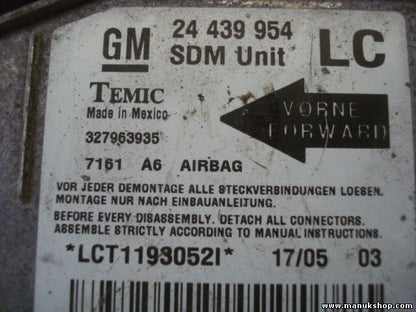 GM 24 439 954 LC
SDM Unit
TEMIC
Made in Mexico
VORNE
327963935
FORWARD
7161 A6 AIRBAG
VOR JEDER DEMONTAGE ALLE STECKVERBINDUNGEN LOESEN.
MONTAGE NUR NACH EINBAUANLEITUNG.
BEFORE EVERY DISASSEMBLY. DETACH ALL CONNECTORS.
ASSEMBLE STRICTLY ACCORDING TO MANUAL INSTRUCTIONS.
*LCT1193052I* 17/05 03
www.manukshop.com